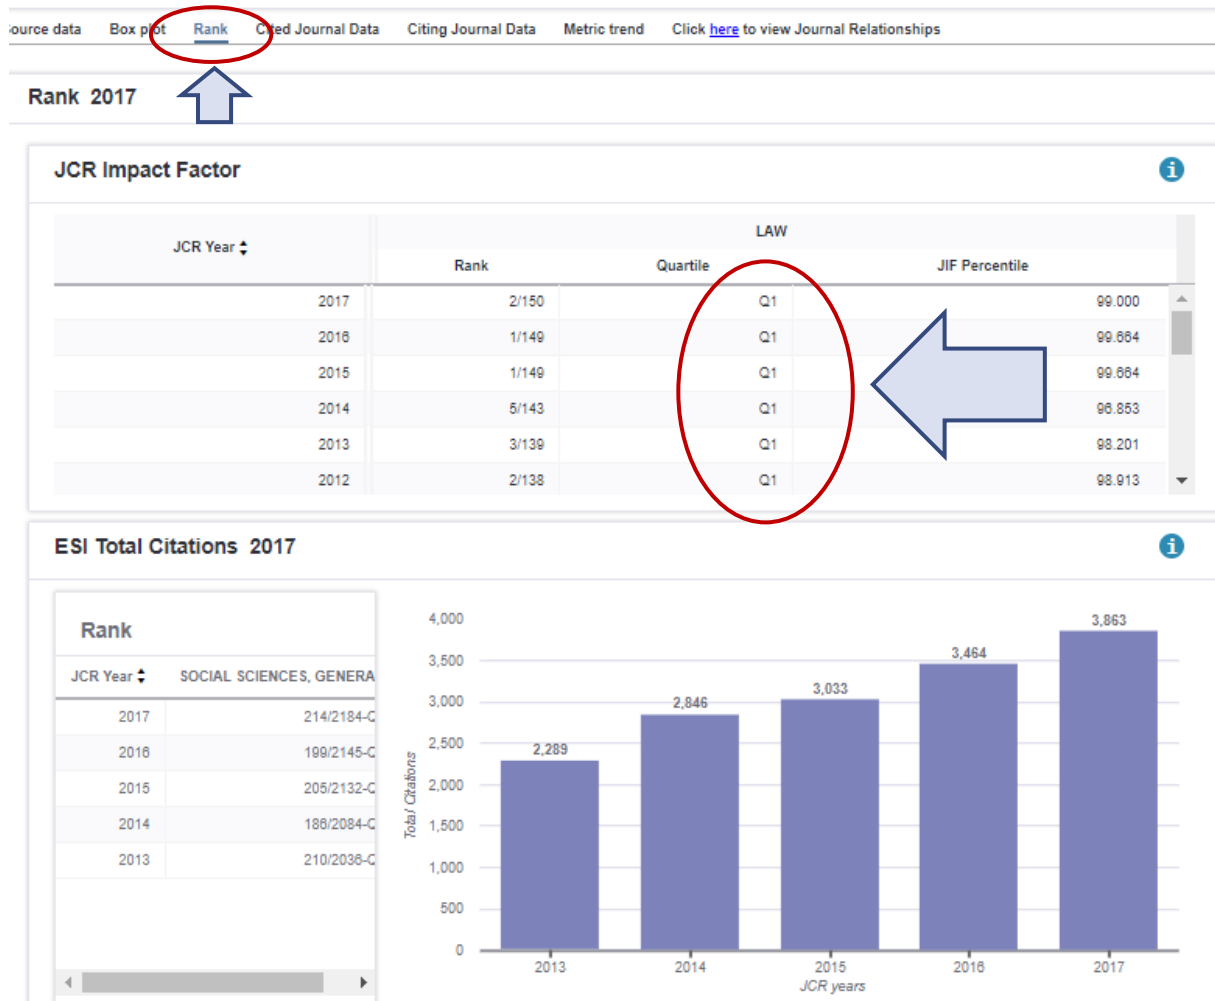 ource data Box plot Rank Cited Journal Data Citing Journal Data Metric trend Click here to view Journal Relationships
Rank 2017
JCR Impact Factor
JCR Year LAW
Rank Quartile JIF Percentile
2017 2/150 Q1 99.000
2016 1/149 Q1 99.664
2015 1/149 Q1 99.664
2014 5/143 Q1 96.853
2013 3/139 Q1 98.201
2012 2/138 Q1 98.913
ESI Total Citations 2017
Rank
JCR Year SOCIAL SCIENCES, GENERA
2017 214/2184-Q
2016 199/2145-Q
2015 205/2132-Q
2014 186/2084-Q
2013 210/2036-Q
Total Citations
4,000
3,500
3,000
2,500
2,000
1,500
1,000
500
0
2,289
2,846
3,033
3,464
3,863
2013 2014 2015 2016 2017
JCR years